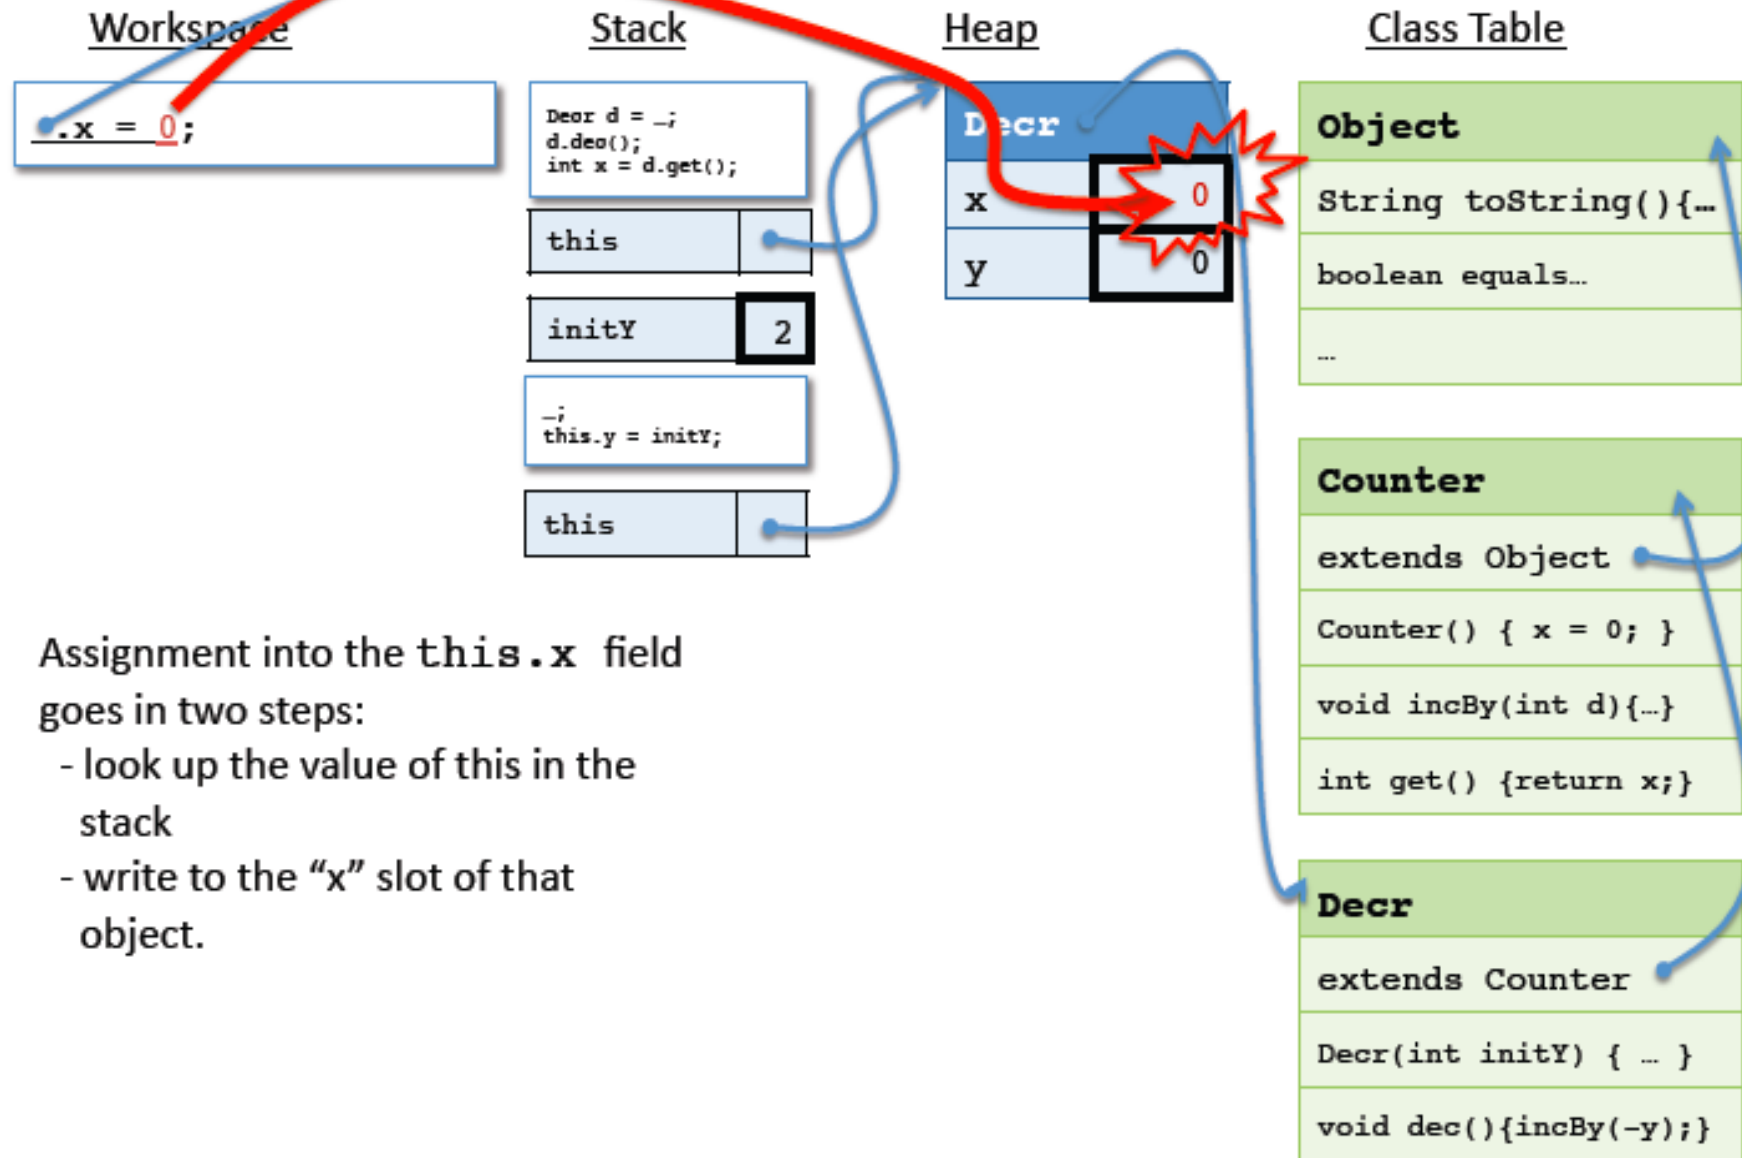 Workspace
Stack
Heap
Class Table
.x = 0;
Decr d = _;
d.dec();
int x = d.get();
this
initY 2
_;
this.y = initY;
this
Decr
x 0
y 0
Object
String toString(){…
boolean equals…
…
Counter
extends Object
Counter() { x = 0; }
void incBy(int d){…}
int get() {return x;}
Decr
extends Counter
Decr(int initY) { … }
void dec(){incBy(-y);}
Assignment into the this.x field
goes in two steps:
- look up the value of this in the
stack
- write to the “x” slot of that
object.